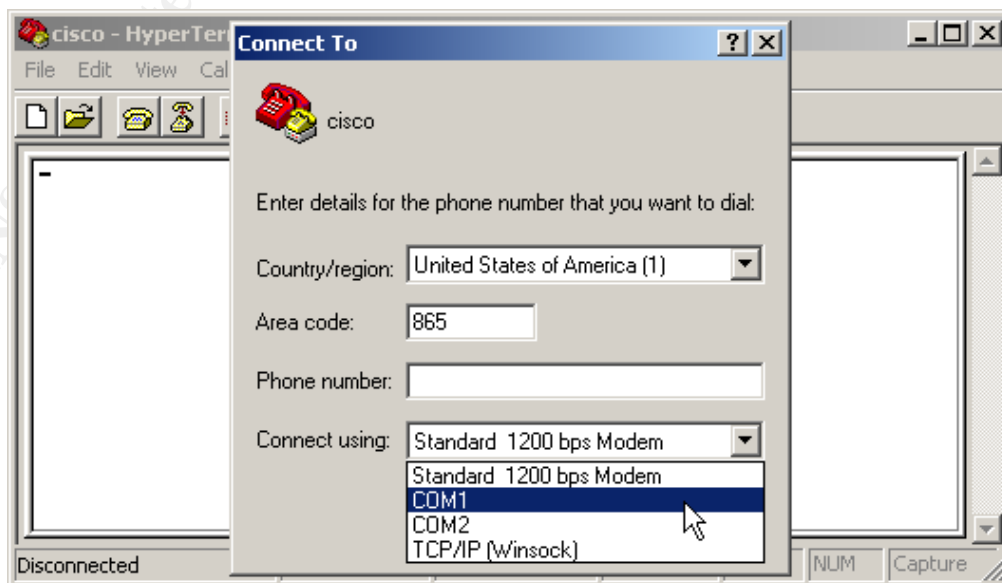 cisco - HyperTer
Connect To
File Edit View Cal
cisco
Enter details for the phone number that you want to dial:
Country/region: United States of America (1)
Area code: 865
Phone number:
Connect using: Standard 1200 bps Modem
Standard 1200 bps Modem
COM1
COM2
TCP/IP (Winsock)
Disconnected NUM Capture